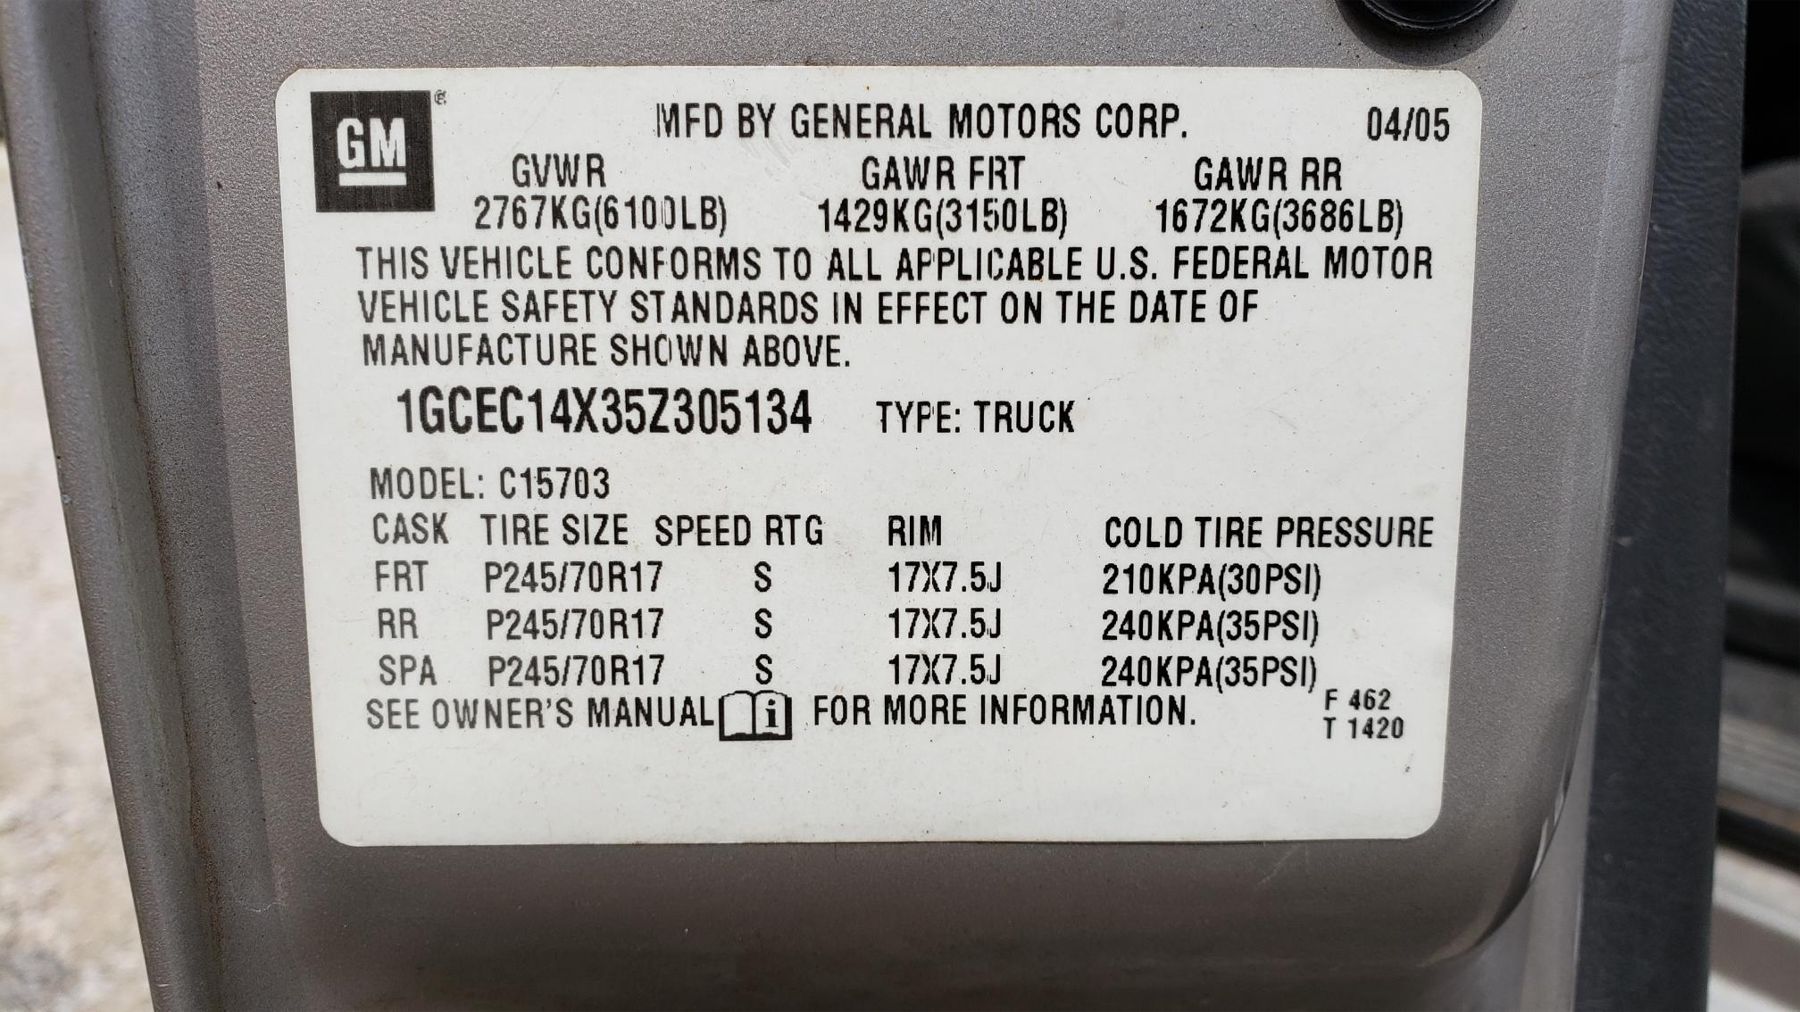 GM ®
MFD BY GENERAL MOTORS CORP. 04/05
GVWR GAWR FRT GAWR RR
2767KG(6100LB) 1429KG(3150LB) 1672KG(3686LB)
THIS VEHICLE CONFORMS TO ALL APPLICABLE U.S. FEDERAL MOTOR
VEHICLE SAFETY STANDARDS IN EFFECT ON THE DATE OF
MANUFACTURE SHOWN ABOVE.
1GCEC14X35Z305134 TYPE: TRUCK
MODEL: C15703
CASK TIRE SIZE SPEED RTG RIM COLD TIRE PRESSURE
FRT P245/70R17 S 17X7.5J 210KPA(30PSI)
RR P245/70R17 S 17X7.5J 240KPA(35PSI)
SPA P245/70R17 S 17X7.5J 240KPA(35PSI)
SEE OWNER'S MANUAL i FOR MORE INFORMATION.
F 462
T 1420